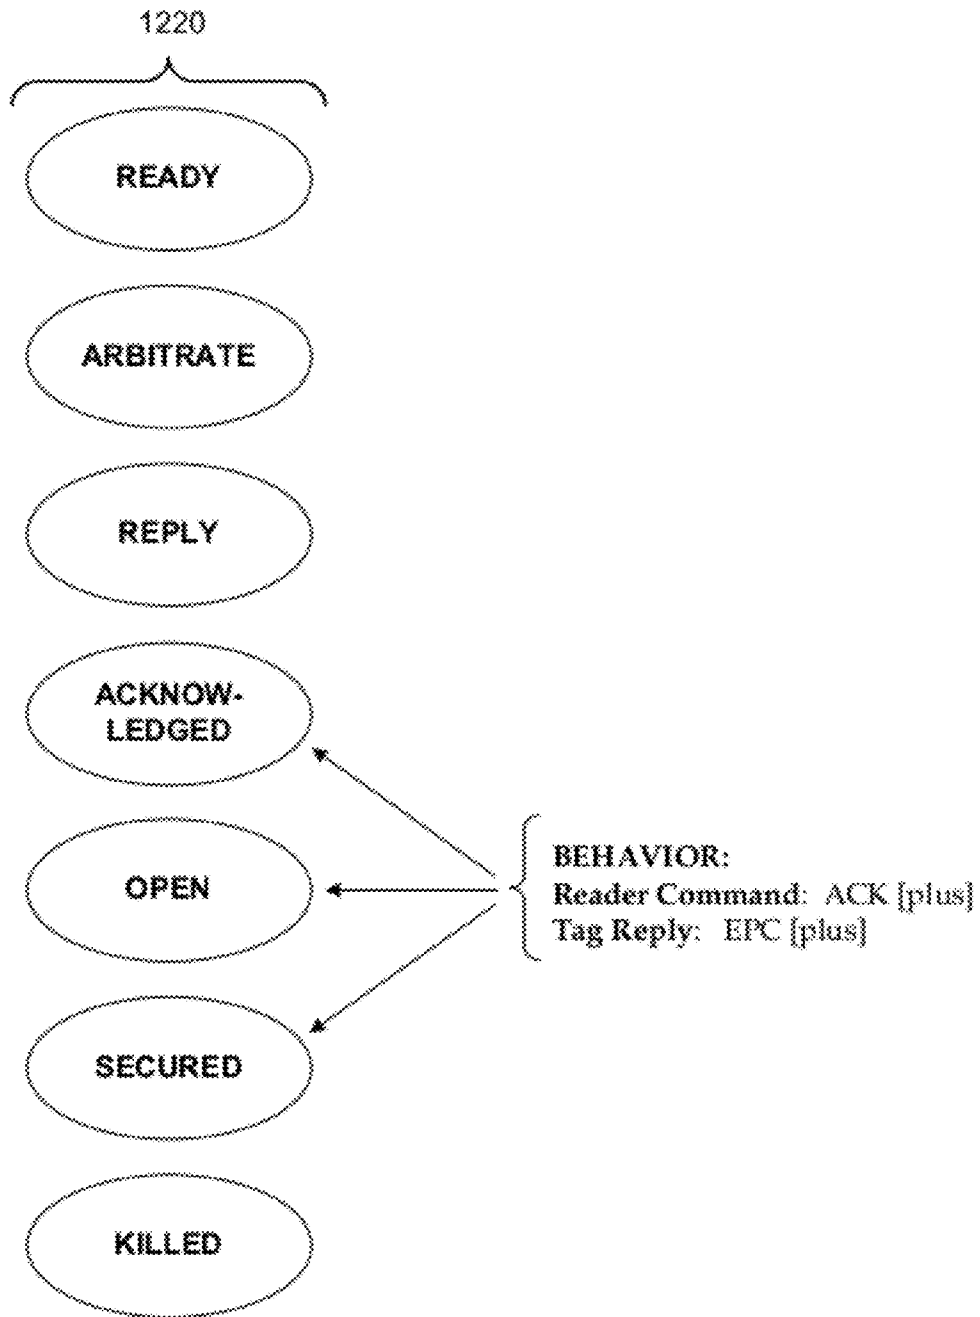 1220
READY
ARBITRATE
REPLY
ACKNOW-
LEDGED
OPEN
BEHAVIOR:
Reader Command: ACK [plus]
Tag Reply: EPC [plus]
SECURED
KILLED